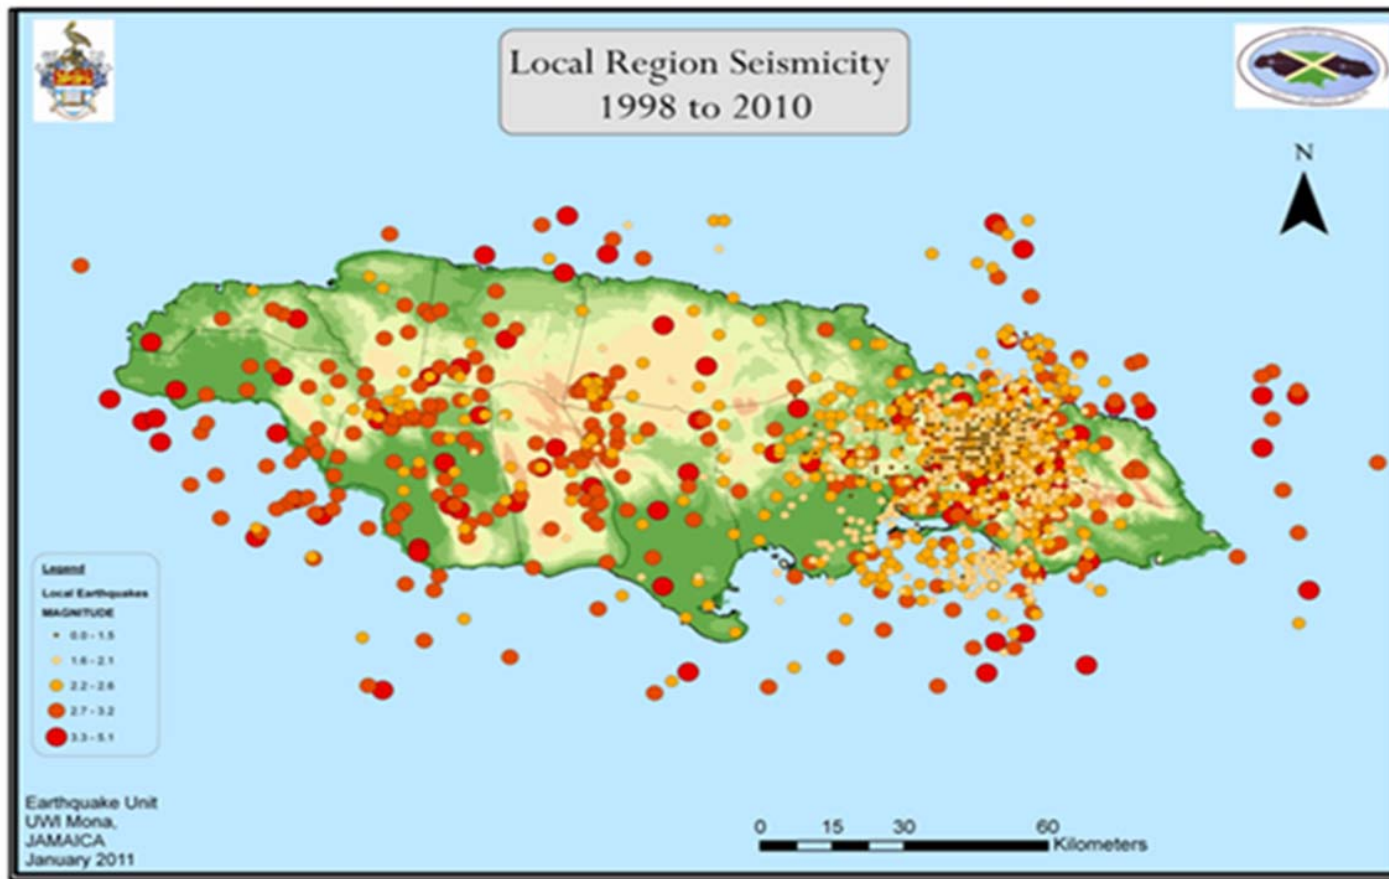 Local Region Seismicity
1998 to 2010
N
Legend
Local Earthquakes
MAGNITUDE
0.0 - 1.5
1.6 - 2.1
2.2 - 2.6
2.7 - 3.2
3.3 - 5.1
Earthquake Unit
UWI Mona,
JAMAICA
January 2011
0 15 30 60
Kilometers